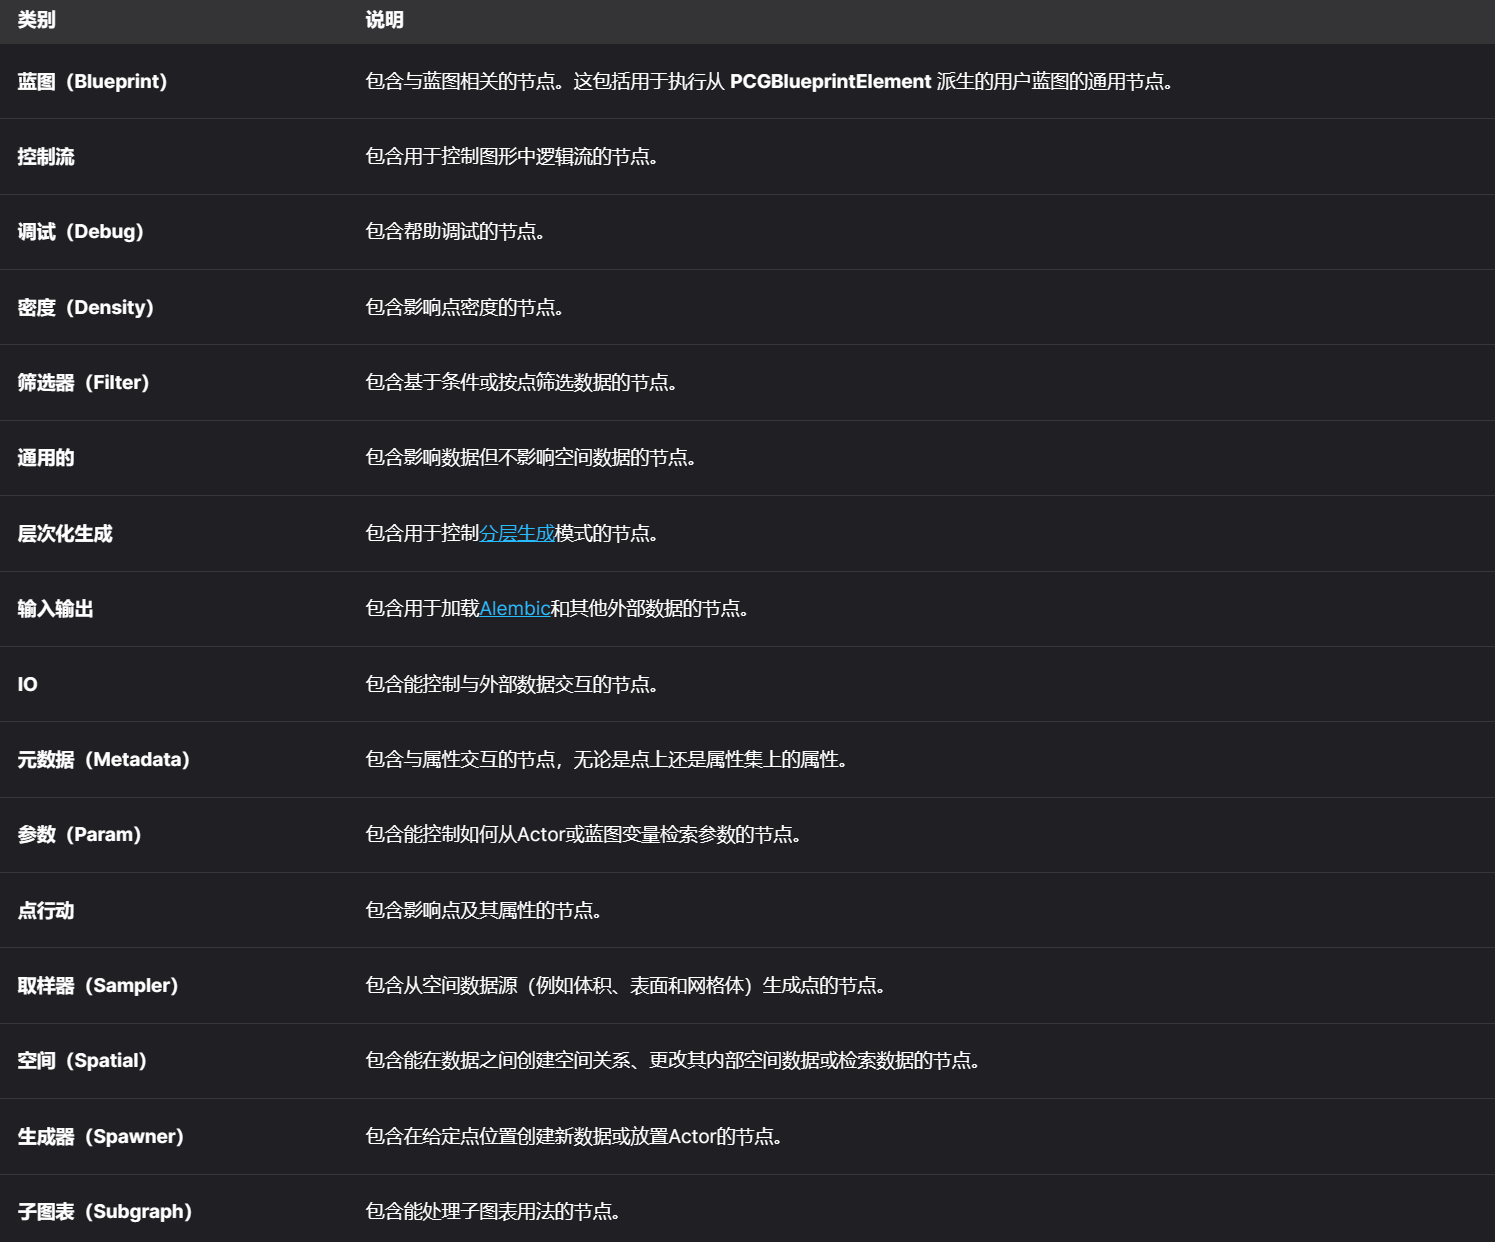 类别 说明
蓝图（Blueprint） 包含与蓝图相关的节点。这包括用于执行从 PCGBlueprintElement 派生的用户蓝图的通用节点。
控制流 包含用于控制图形中逻辑流的节点。
调试（Debug） 包含帮助调试的节点。
密度（Density） 包含影响点密度的节点。
筛选器（Filter） 包含基于条件或按点筛选数据的节点。
通用的 包含影响数据但不影响空间数据的节点。
层次化生成 包含用于控制分层生成模式的节点。
输入输出 包含用于加载Alembic和其他外部数据的节点。
IO 包含能控制与外部数据交互的节点。
元数据（Metadata） 包含与属性交互的节点，无论是点上还是属性集上的属性。
参数（Param） 包含能控制如何从Actor或蓝图变量检索参数的节点。
点行动 包含影响点及其属性的节点。
取样器（Sampler） 包含从空间数据源（例如体积、表面和网格体）生成点的节点。
空间（Spatial） 包含能在数据之间创建空间关系、更改其内部空间数据或检索数据的节点。
生成器（Spawner） 包含在给定点位置创建新数据或放置Actor的节点。
子图表（Subgraph） 包含能处理子图表用法的节点。